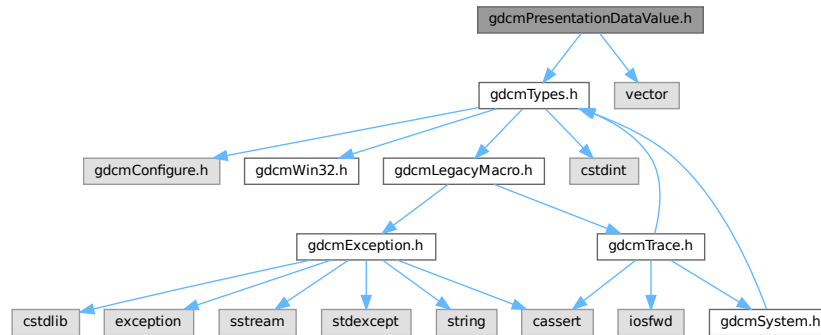 gdcmPresentationDataValue.h
gdcmTypes.h
vector
gdcmConfigure.h
gdcmWin32.h
gdcmLegacyMacro.h
cstdint
gdcmException.h
gdcmTrace.h
cstdlib
exception
sstream
stdexcept
string
cassert
iosfwd
gdcmSystem.h